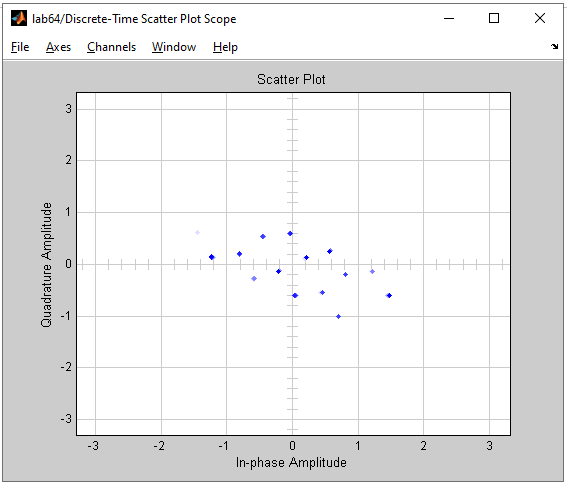 lab64/Discrete-Time Scatter Plot Scope
File Axes Channels Window Help
Scatter Plot
3
2
1
0
-1
-2
-3
Quadrature Amplitude
-3 -2 -1 0 1 2 3
In-phase Amplitude